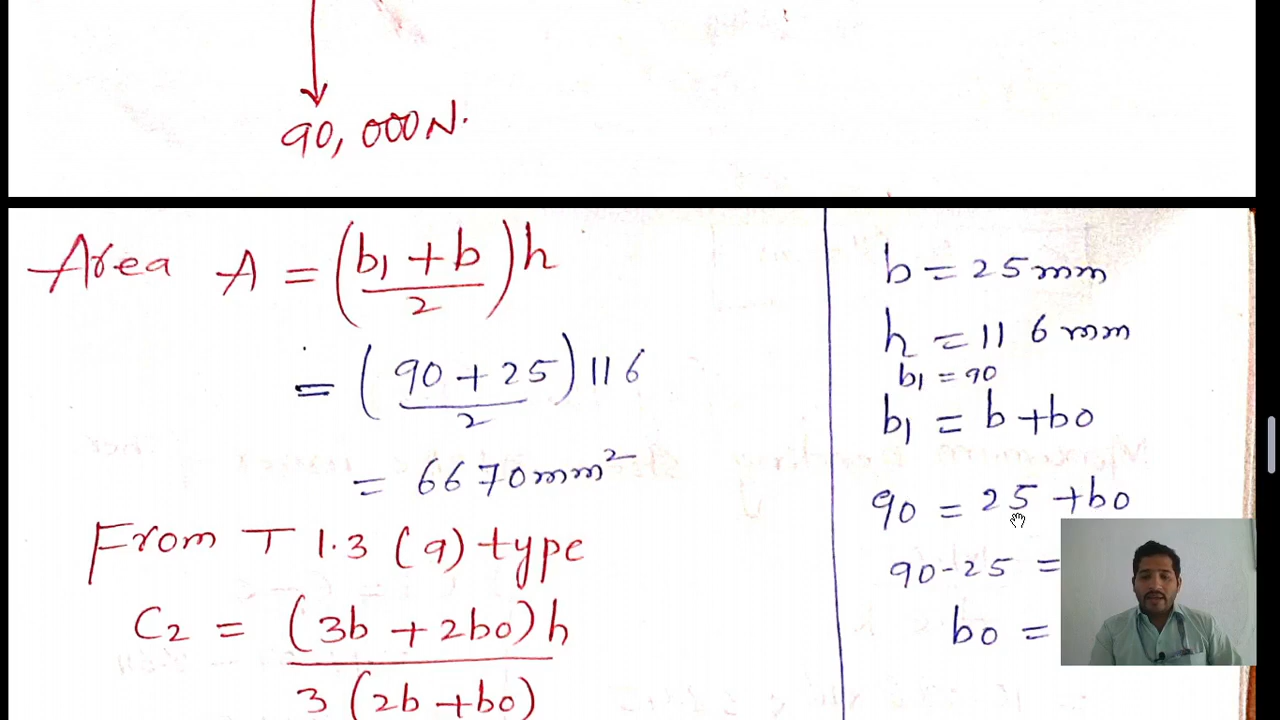 90,000N.
Area A = (b1 + b / 2) h
= (90 + 25 / 2) 116
= 6670mm²
From T 1.3 (a) type
C2 = (3b + 2bo) h / 3 (2b + bo)
b = 25mm
h = 116 mm
b1 = 90
b1 = b + bo
90 = 25 + bo
90 - 25 =
bo =